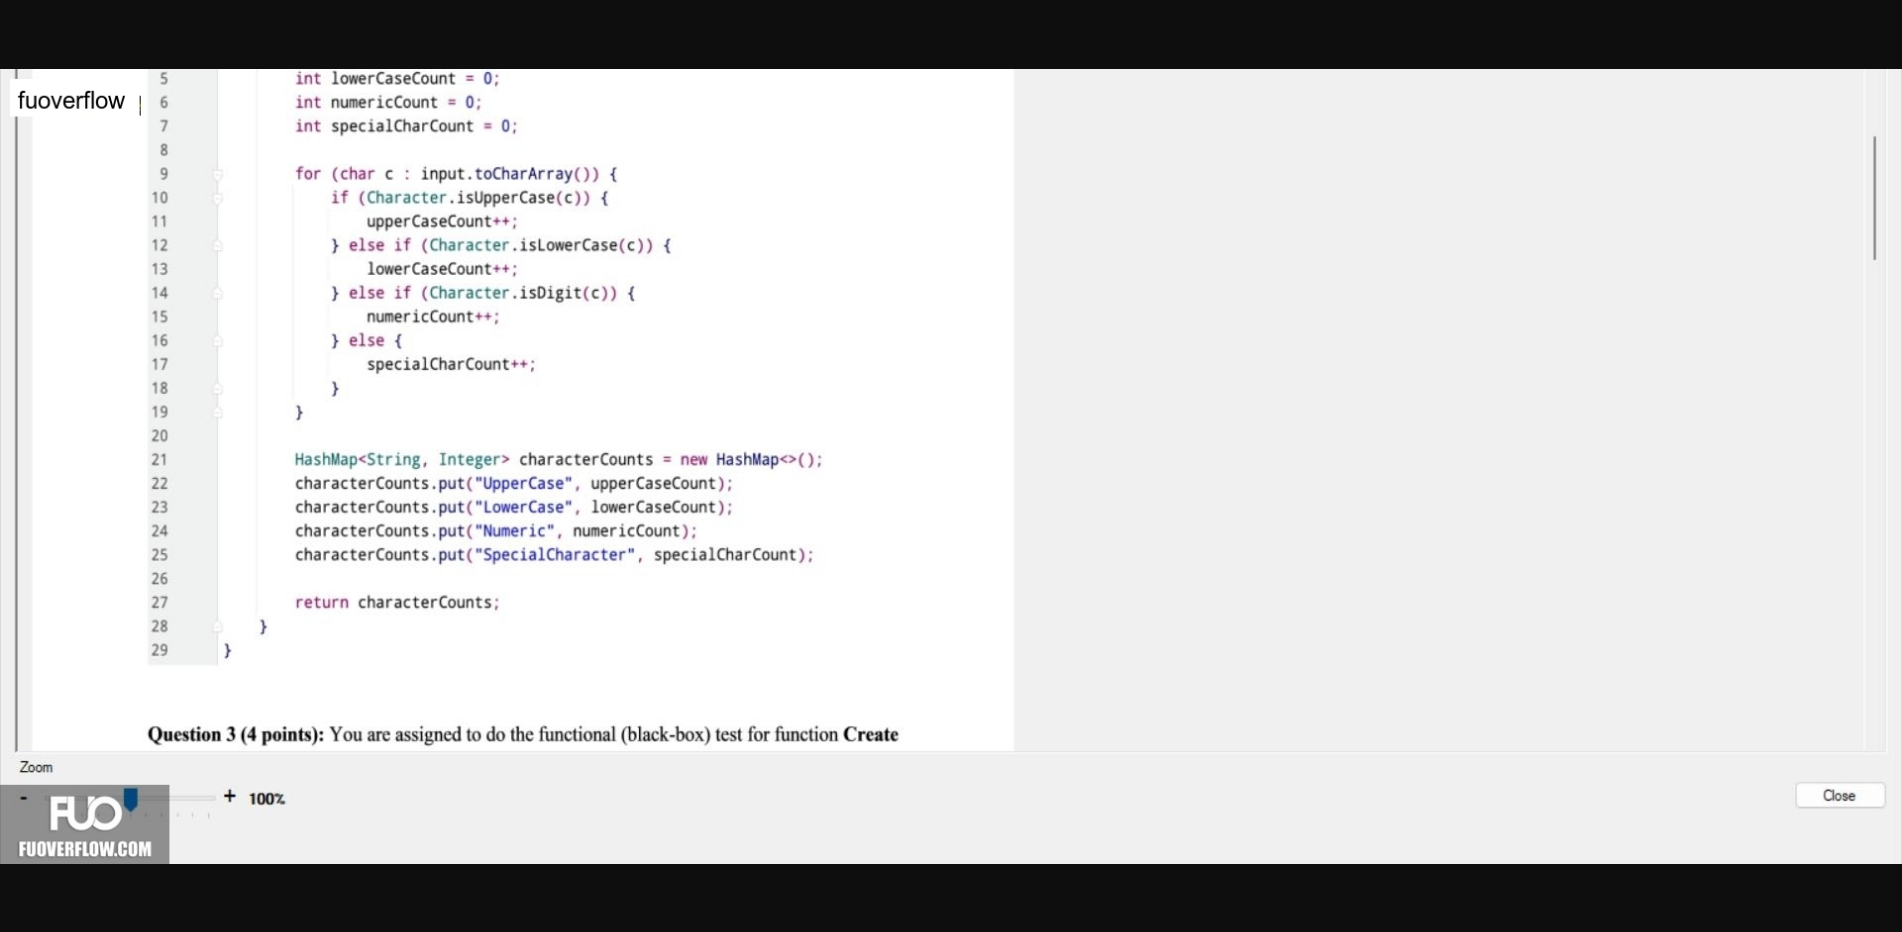 fuoverflow
5 int lowerCaseCount = 0;
6 int numericCount = 0;
7 int specialCharCount = 0;
8
9 for (char c : input.toCharArray()) {
10 if (Character.isUpperCase(c)) {
11 upperCaseCount++;
12 } else if (Character.isLowerCase(c)) {
13 lowerCaseCount++;
14 } else if (Character.isDigit(c)) {
15 numericCount++;
16 } else {
17 specialCharCount++;
18 }
19 }
20
21 HashMap<String, Integer> characterCounts = new HashMap<>();
22 characterCounts.put("UpperCase", upperCaseCount);
23 characterCounts.put("LowerCase", lowerCaseCount);
24 characterCounts.put("Numeric", numericCount);
25 characterCounts.put("SpecialCharacter", specialCharCount);
26
27 return characterCounts;
28 }
29 }
Question 3 (4 points): You are assigned to do the functional (black-box) test for function Create
Zoom
- + 100%
Close
FUO
FUOVERFLOW.COM